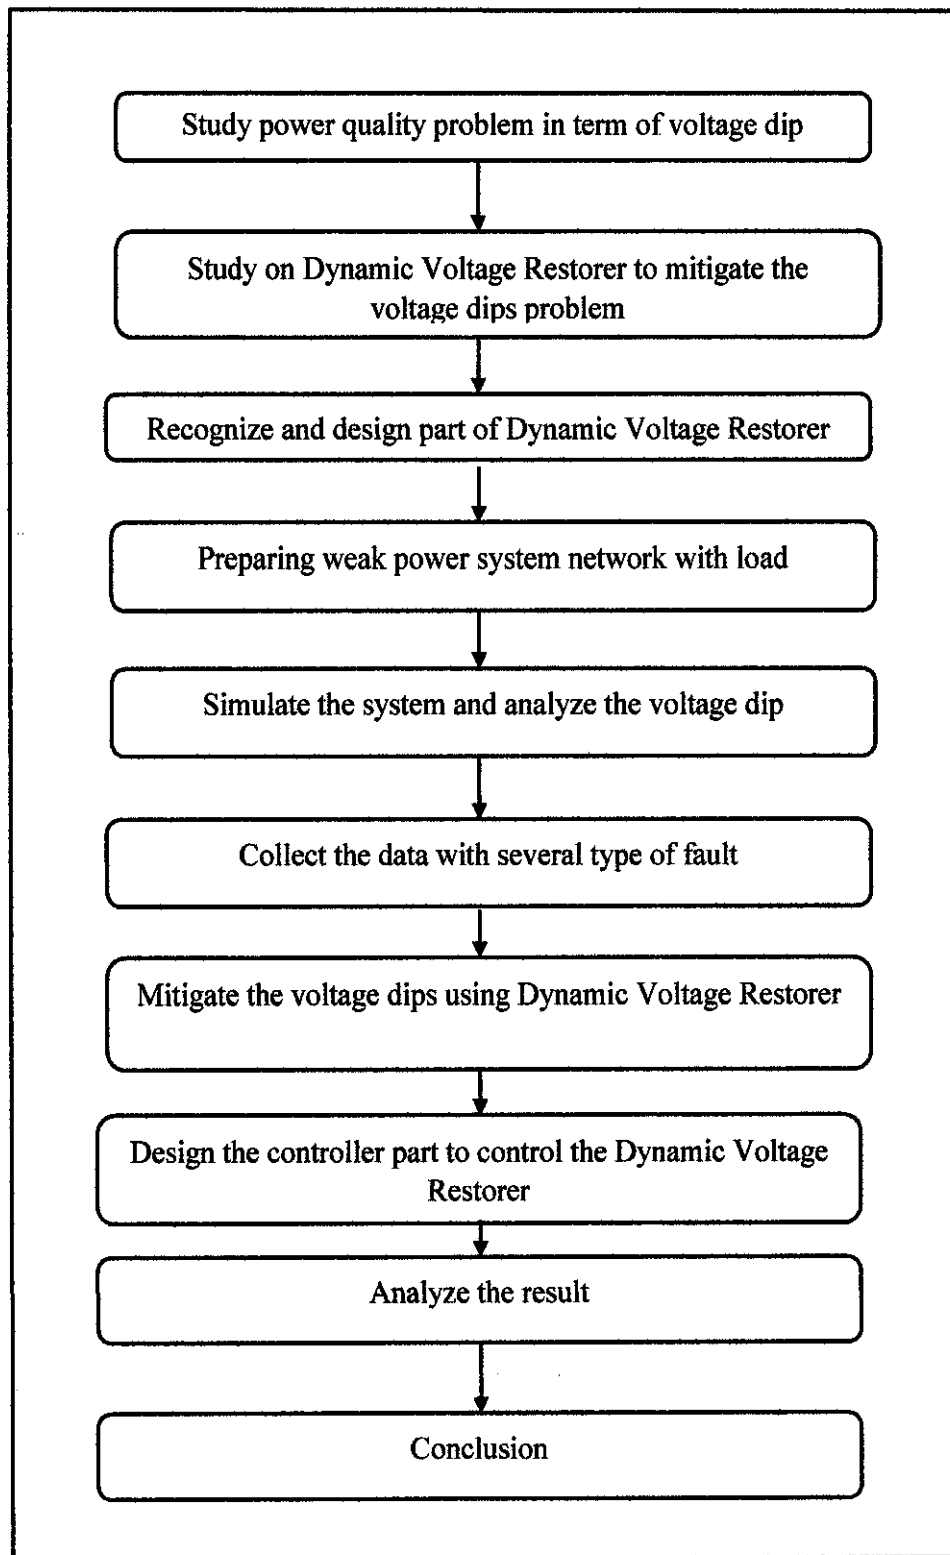 Study power quality problem in term of voltage dip
Study on Dynamic Voltage Restorer to mitigate the
voltage dips problem
Recognize and design part of Dynamic Voltage Restorer
Preparing weak power system network with load
Simulate the system and analyze the voltage dip
Collect the data with several type of fault
Mitigate the voltage dips using Dynamic Voltage Restorer
Design the controller part to control the Dynamic Voltage
Restorer
Analyze the result
Conclusion